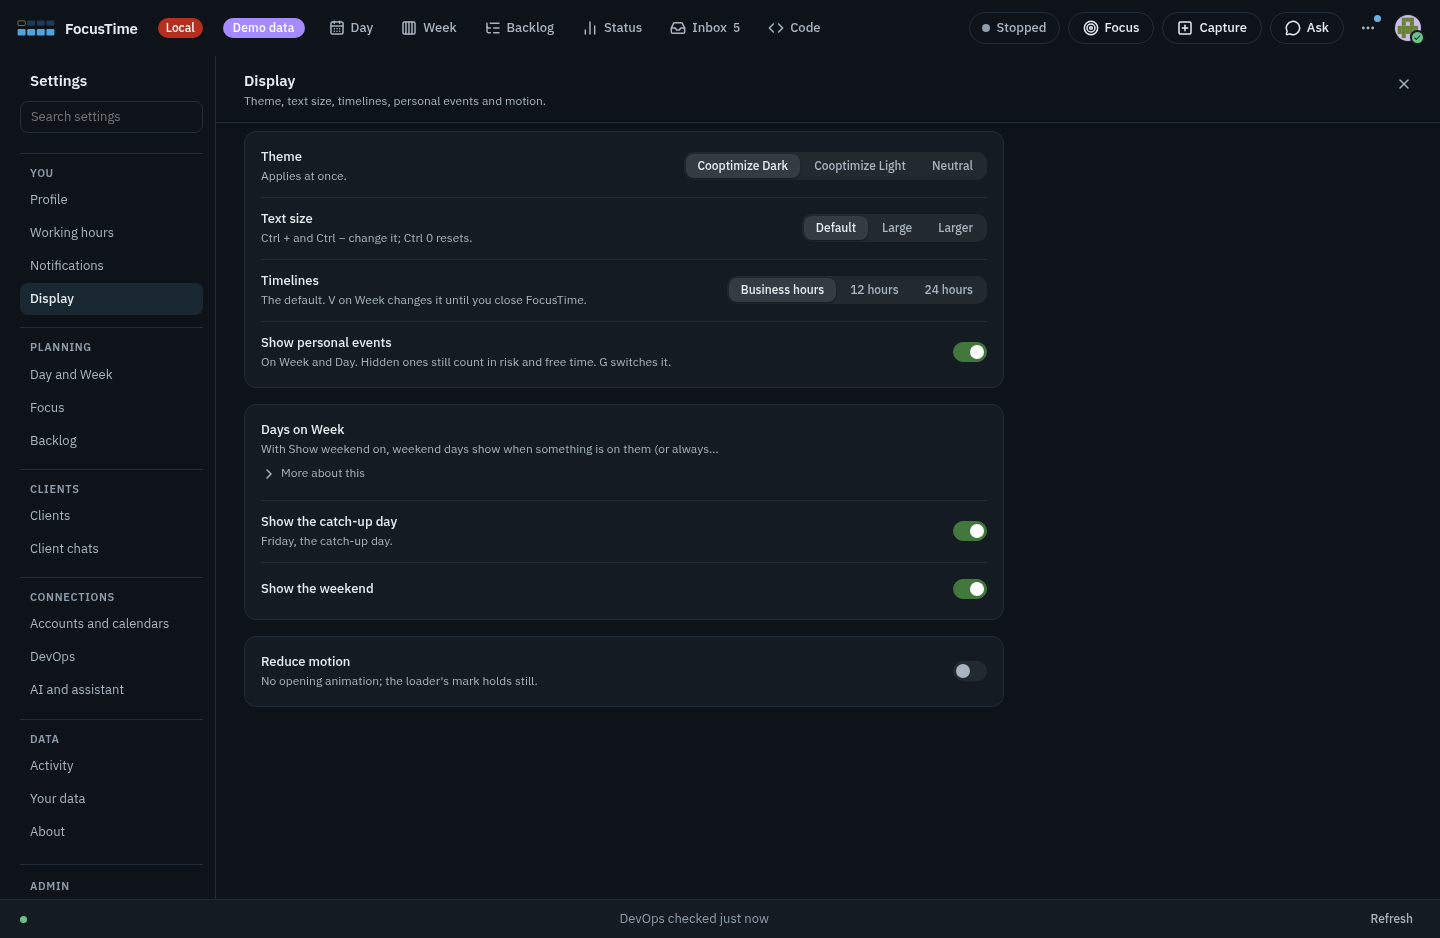 FocusTime
Local
Demo data
Day
Week
Backlog
Status
Inbox 5
Code
Stopped
Focus
Capture
Ask
Settings
Search settings
YOU
Profile
Working hours
Notifications
Display
PLANNING
Day and Week
Focus
Backlog
CLIENTS
Clients
Client chats
CONNECTIONS
Accounts and calendars
DevOps
AI and assistant
DATA
Activity
Your data
About
ADMIN
Display
Theme, text size, timelines, personal events and motion.
Theme
Applies at once.
Cooptimize Dark
Cooptimize Light
Neutral
Text size
Ctrl + and Ctrl – change it; Ctrl 0 resets.
Default
Large
Larger
Timelines
The default. V on Week changes it until you close FocusTime.
Business hours
12 hours
24 hours
Show personal events
On Week and Day. Hidden ones still count in risk and free time. G switches it.
Days on Week
With Show weekend on, weekend days show when something is on them (or always...
More about this
Show the catch-up day
Friday, the catch-up day.
Show the weekend
Reduce motion
No opening animation; the loader's mark holds still.
DevOps checked just now
Refresh